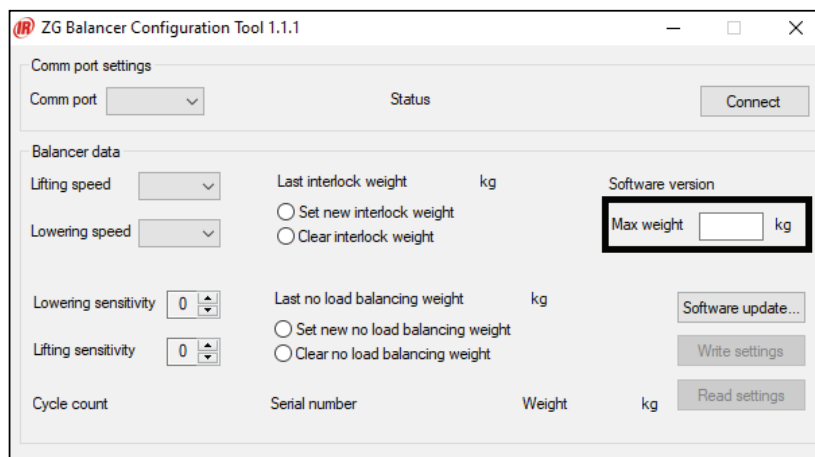 IR ZG Balancer Configuration Tool 1.1.1
Comm port settings
Comm port Status Connect
Balancer data
Lifting speed Last interlock weight kg Software version
Set new interlock weight
Max weight kg
Lowering speed Clear interlock weight
Lowering sensitivity 0 Last no load balancing weight kg Software update...
Set new no load balancing weight
Lifting sensitivity 0 Clear no load balancing weight Write settings
Cycle count Serial number Weight kg Read settings